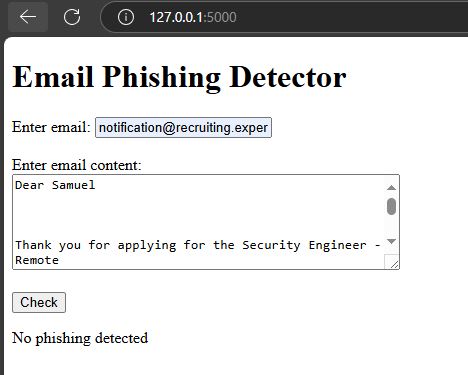 127.0.0.1:5000
Email Phishing Detector
Enter email: notification@recruiting.exper
Enter email content:
Dear Samuel
Thank you for applying for the Security Engineer -
Remote
Check
No phishing detected